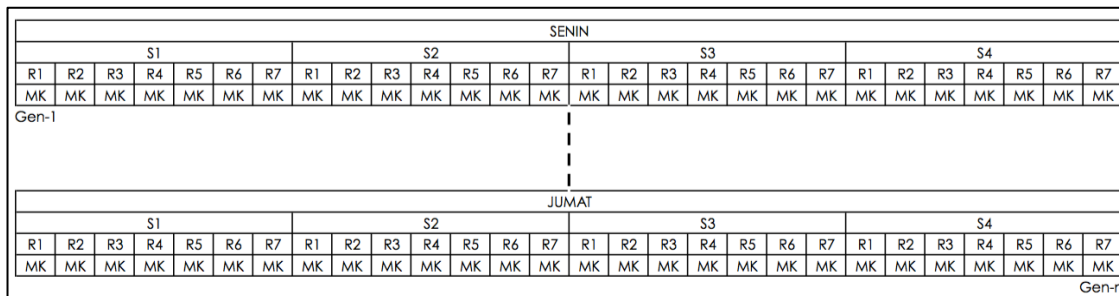 SENIN
S1 S2 S3 S4
R1 R2 R3 R4 R5 R6 R7 R1 R2 R3 R4 R5 R6 R7 R1 R2 R3 R4 R5 R6 R7 R1 R2 R3 R4 R5 R6 R7
MK MK MK MK MK MK MK MK MK MK MK MK MK MK MK MK MK MK MK MK MK MK MK MK MK MK MK MK
Gen-1
JUMAT
S1 S2 S3 S4
R1 R2 R3 R4 R5 R6 R7 R1 R2 R3 R4 R5 R6 R7 R1 R2 R3 R4 R5 R6 R7 R1 R2 R3 R4 R5 R6 R7
MK MK MK MK MK MK MK MK MK MK MK MK MK MK MK MK MK MK MK MK MK MK MK MK MK MK MK MK
Gen-n